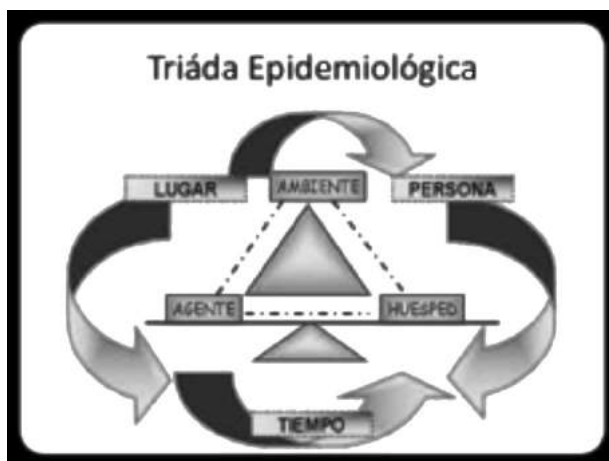 Triáda Epidemiológica
LUGAR
AMBIENTE
PERSONA
AGENTE
HUESPED
TIEMPO